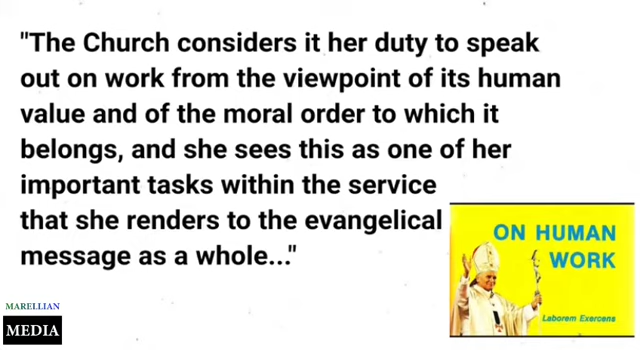 "The Church considers it her duty to speak
out on work from the viewpoint of its human
value and of the moral order to which it
belongs, and she sees this as one of her
important tasks within the service
that she renders to the evangelical
message as a whole..."
ON HUMAN
WORK
Laborem Exercens
MARELLIAN
MEDIA